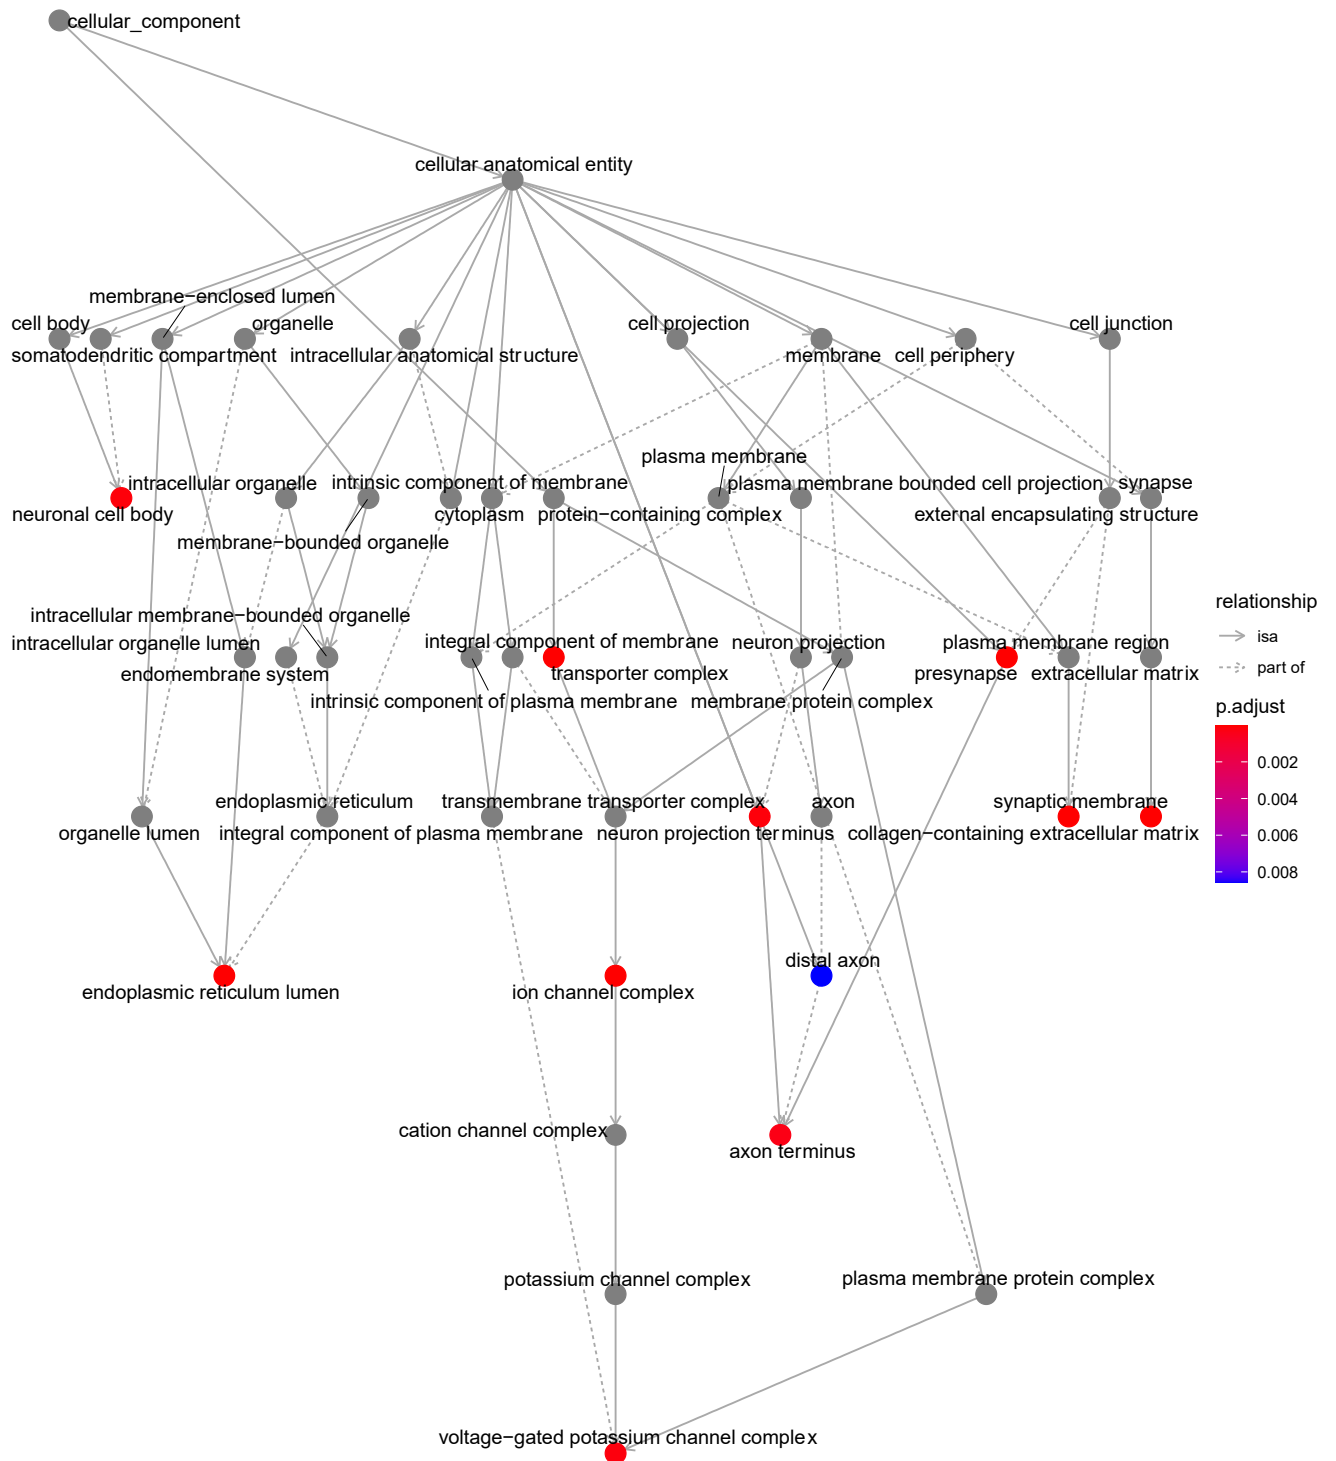 cellular_component
cellular anatomical entity
membrane−enclosed lumen
cell body
organelle
cell projection
cell junction
somatodendritic compartment
intracellular anatomical structure
membrane
cell periphery
plasma membrane
intracellular organelle
intrinsic component of membrane
plasma membrane bounded cell projection
synapse
neuronal cell body
cytoplasm
protein−containing complex
external encapsulating structure
membrane−bounded organelle
intracellular membrane−bounded organelle
intracellular organelle lumen
integral component of membrane
neuron projection
plasma membrane region
endomembrane system
transporter complex
presynapse
extracellular matrix
intrinsic component of plasma membrane
membrane protein complex
endoplasmic reticulum
transmembrane transporter complex
axon
synaptic membrane
organelle lumen
integral component of plasma membrane
neuron projection terminus
collagen−containing extracellular matrix
distal axon
endoplasmic reticulum lumen
ion channel complex
cation channel complex
axon terminus
potassium channel complex
plasma membrane protein complex
voltage−gated potassium channel complex
relationship
isa
part of
p.adjust
0.002
0.004
0.006
0.008